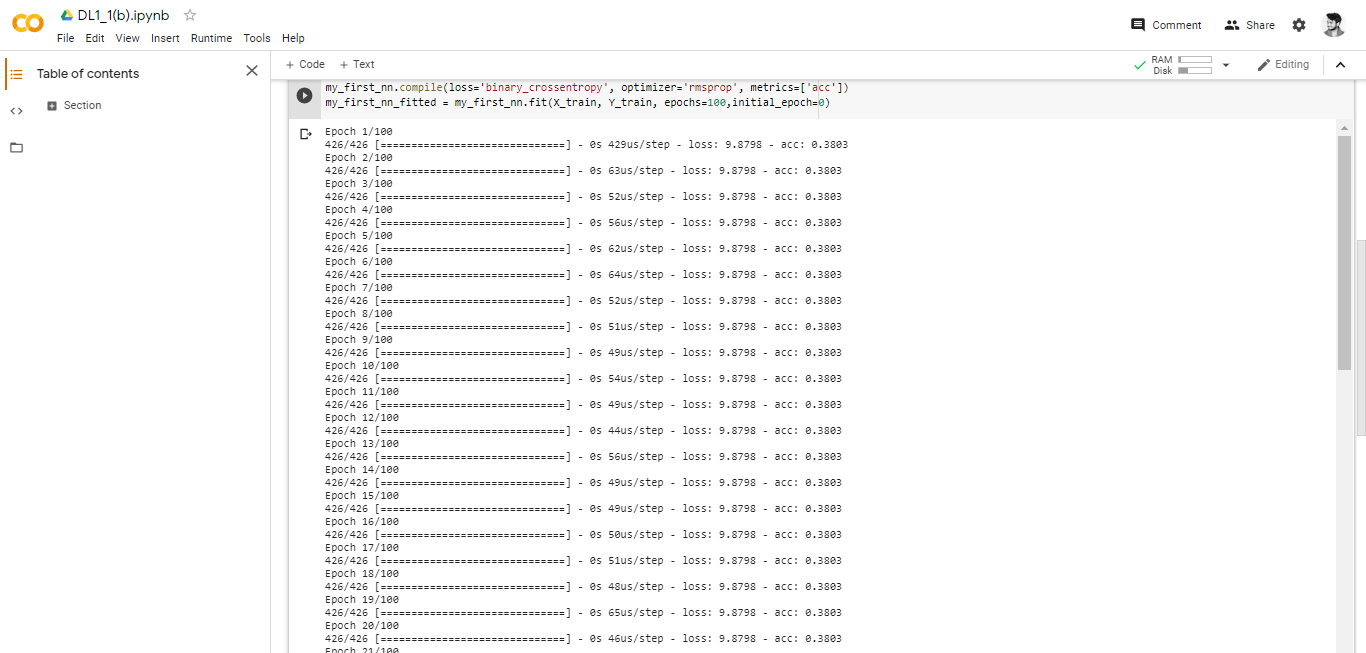 DL1_1(b).ipynb
File Edit View Insert Runtime Tools Help
Comment
Share
Table of contents
Section
+ Code + Text
RAM
Disk
Editing
my_first_nn.compile(loss='binary_crossentropy', optimizer='rmsprop', metrics=['acc'])
my_first_nn_fitted = my_first_nn.fit(X_train, Y_train, epochs=100,initial_epoch=0)
Epoch 1/100
426/426 [==============================] - 0s 429us/step - loss: 9.8798 - acc: 0.3803
Epoch 2/100
426/426 [==============================] - 0s 63us/step - loss: 9.8798 - acc: 0.3803
Epoch 3/100
426/426 [==============================] - 0s 52us/step - loss: 9.8798 - acc: 0.3803
Epoch 4/100
426/426 [==============================] - 0s 56us/step - loss: 9.8798 - acc: 0.3803
Epoch 5/100
426/426 [==============================] - 0s 62us/step - loss: 9.8798 - acc: 0.3803
Epoch 6/100
426/426 [==============================] - 0s 64us/step - loss: 9.8798 - acc: 0.3803
Epoch 7/100
426/426 [==============================] - 0s 52us/step - loss: 9.8798 - acc: 0.3803
Epoch 8/100
426/426 [==============================] - 0s 51us/step - loss: 9.8798 - acc: 0.3803
Epoch 9/100
426/426 [==============================] - 0s 49us/step - loss: 9.8798 - acc: 0.3803
Epoch 10/100
426/426 [==============================] - 0s 54us/step - loss: 9.8798 - acc: 0.3803
Epoch 11/100
426/426 [==============================] - 0s 49us/step - loss: 9.8798 - acc: 0.3803
Epoch 12/100
426/426 [==============================] - 0s 44us/step - loss: 9.8798 - acc: 0.3803
Epoch 13/100
426/426 [==============================] - 0s 56us/step - loss: 9.8798 - acc: 0.3803
Epoch 14/100
426/426 [==============================] - 0s 49us/step - loss: 9.8798 - acc: 0.3803
Epoch 15/100
426/426 [==============================] - 0s 49us/step - loss: 9.8798 - acc: 0.3803
Epoch 16/100
426/426 [==============================] - 0s 50us/step - loss: 9.8798 - acc: 0.3803
Epoch 17/100
426/426 [==============================] - 0s 51us/step - loss: 9.8798 - acc: 0.3803
Epoch 18/100
426/426 [==============================] - 0s 48us/step - loss: 9.8798 - acc: 0.3803
Epoch 19/100
426/426 [==============================] - 0s 65us/step - loss: 9.8798 - acc: 0.3803
Epoch 20/100
426/426 [==============================] - 0s 46us/step - loss: 9.8798 - acc: 0.3803
Epoch 21/100